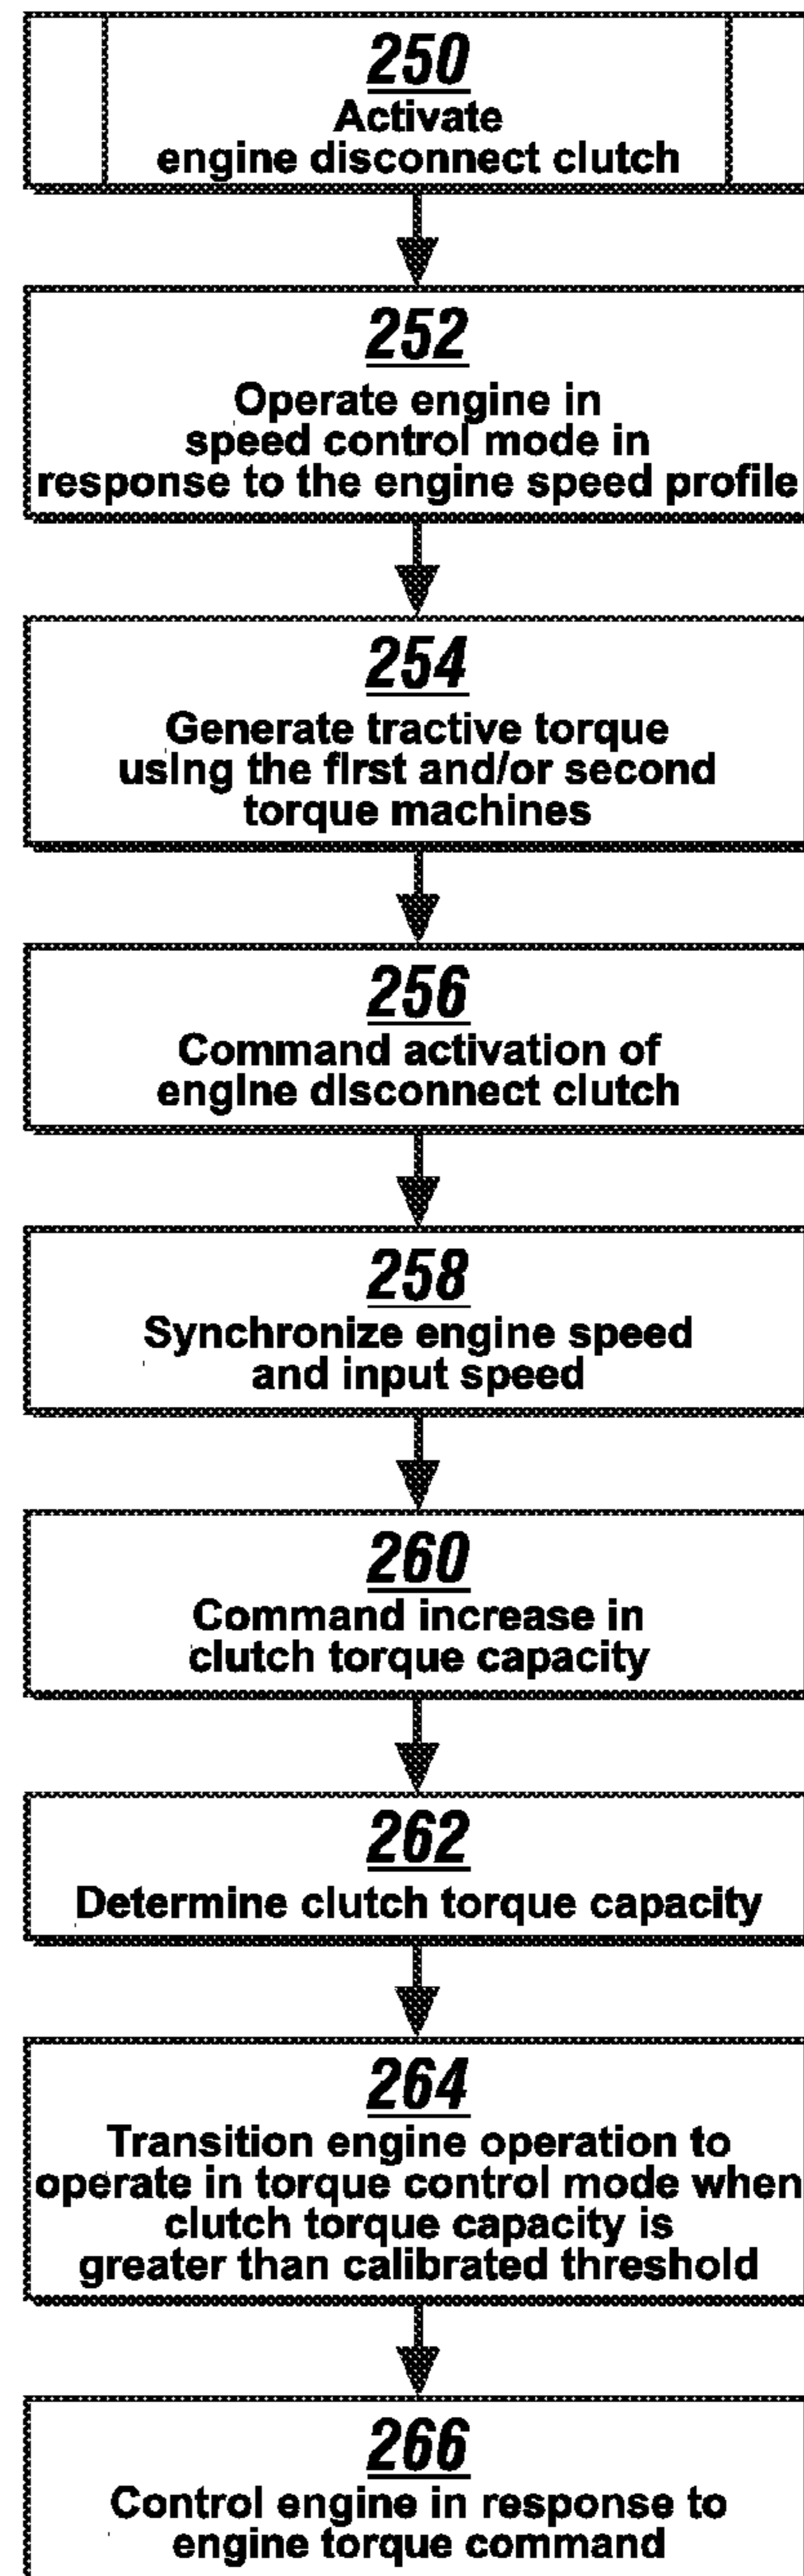 250
Activate
engine disconnect clutch
252
Operate engine in
speed control mode in
response to the engine speed profile
254
Generate tractive torque
using the first and/or second
torque machines
256
Command activation of
engine disconnect clutch
258
Synchronize engine speed
and input speed
260
Command increase in
clutch torque capacity
262
Determine clutch torque capacity
264
Transition engine operation to
operate in torque control mode when
clutch torque capacity is
greater than calibrated threshold
266
Control engine in response to
engine torque command